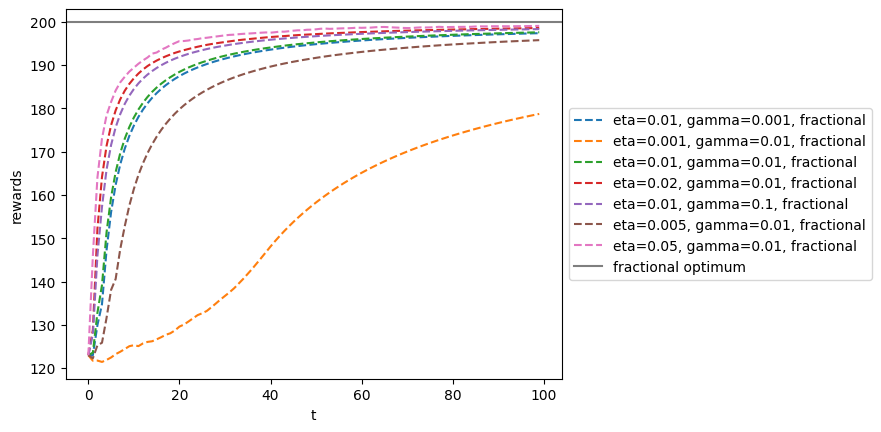 200
190
180
170
160
150
140
130
120
rewards
0
20
40
60
80
100
t
eta=0.01, gamma=0.001, fractional
eta=0.001, gamma=0.01, fractional
eta=0.01, gamma=0.01, fractional
eta=0.02, gamma=0.01, fractional
eta=0.01, gamma=0.1, fractional
eta=0.005, gamma=0.01, fractional
eta=0.05, gamma=0.01, fractional
fractional optimum